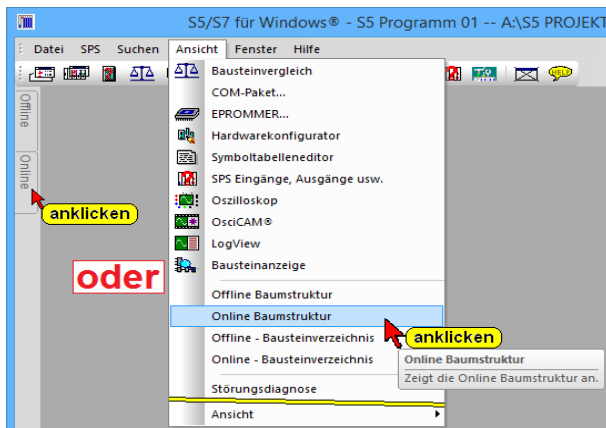 S5/S7 für Windows® - S5 Programm 01 -- A:\S5 PROJEKT
Datei SPS Suchen Ansicht Fenster Hilfe
HELP
Offline
Online
anklicken
oder
Bausteinvergleich
COM-Paket...
EPROMMER...
Hardwarekonfigurator
Symboltabelleneditor
SPS Eingänge, Ausgänge usw.
Oszilloskop
OsciCAM®
LogView
Bausteinanzeige
Offline Baumstruktur
Online Baumstruktur
Offline - Bausteinverzeichnis
anklicken
Online - Bausteinverzeichnis
Online Baumstruktur
Zeigt die Online Baumstruktur an.
Störungsdiagnose
Ansicht